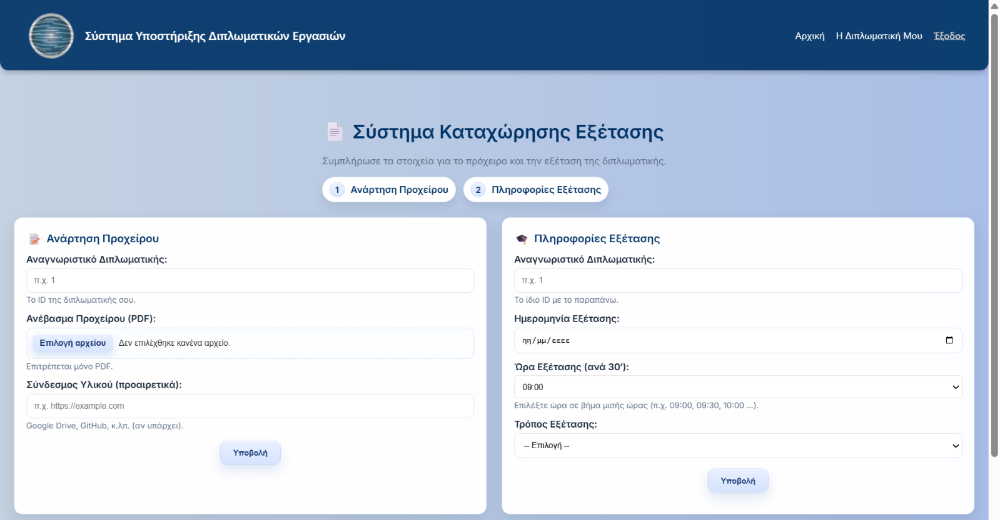 Σύστημα Υποστήριξης Διπλωματικών Εργασιών
Αρχική Η Διπλωματική Μου Έξοδος
Σύστημα Καταχώρησης Εξέτασης
Συμπλήρωσε τα στοιχεία για το πρόχειρο και την εξέταση της διπλωματικής.
1 Ανάρτηση Προχείρου
2 Πληροφορίες Εξέτασης
Ανάρτηση Προχείρου
Αναγνωριστικό Διπλωματικής:
π.χ. 1
Το ID της διπλωματικής σου.
Ανέβασμα Προχείρου (PDF):
Επιλογή αρχείου Δεν επιλέχθηκε κανένα αρχείο.
Επιτρέπεται μόνο PDF.
Σύνδεσμος Υλικού (προαιρετικά):
π.χ. https://example.com
Google Drive, GitHub, κ.λπ. (αν υπάρχει).
Υποβολή
Πληροφορίες Εξέτασης
Αναγνωριστικό Διπλωματικής:
π.χ. 1
Το ίδιο ID με το παραπάνω.
Ημερομηνία Εξέτασης:
ηη/μμ/εεεε
Ώρα Εξέτασης (ανά 30’):
09:00
Επιλέξτε ώρα σε βήμα μισής ώρας (π.χ. 09:00, 09:30, 10:00 …).
Τρόπος Εξέτασης:
-- Επιλογή --
Υποβολή